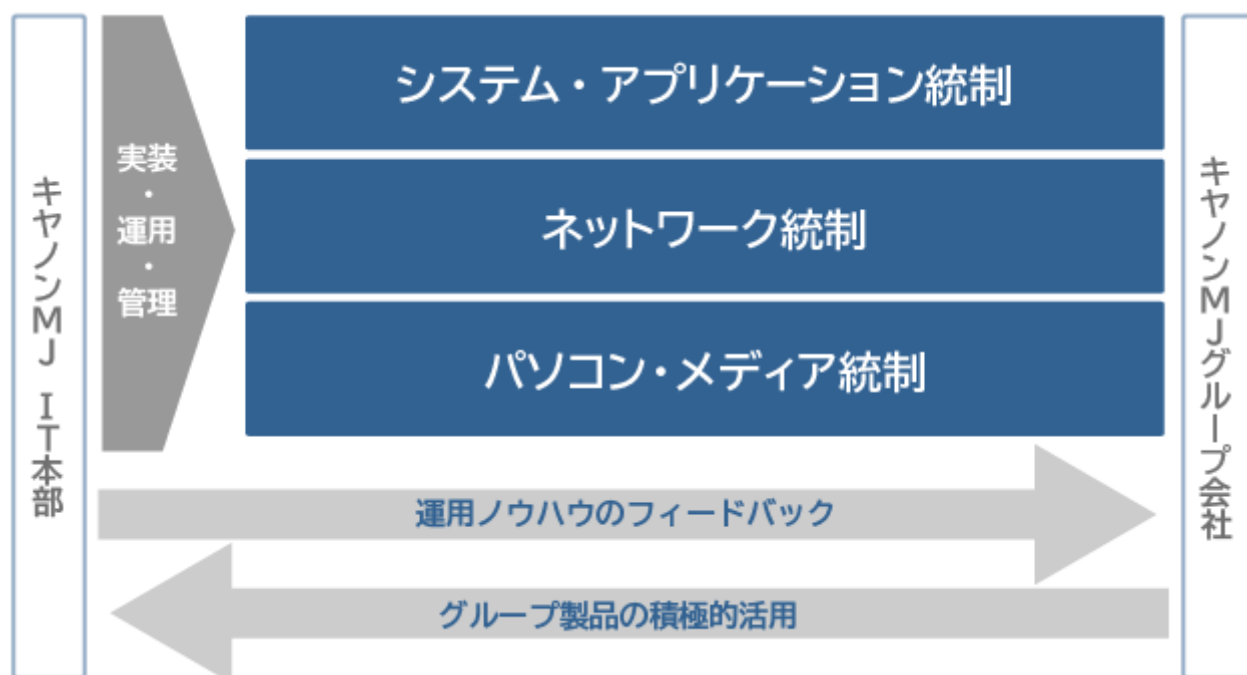 キヤノンMJ IT本部
実装・運用・管理
システム・アプリケーション統制
ネットワーク統制
パソコン・メディア統制
運用ノウハウのフィードバック
グループ製品の積極的活用
キヤノンMJグループ会社